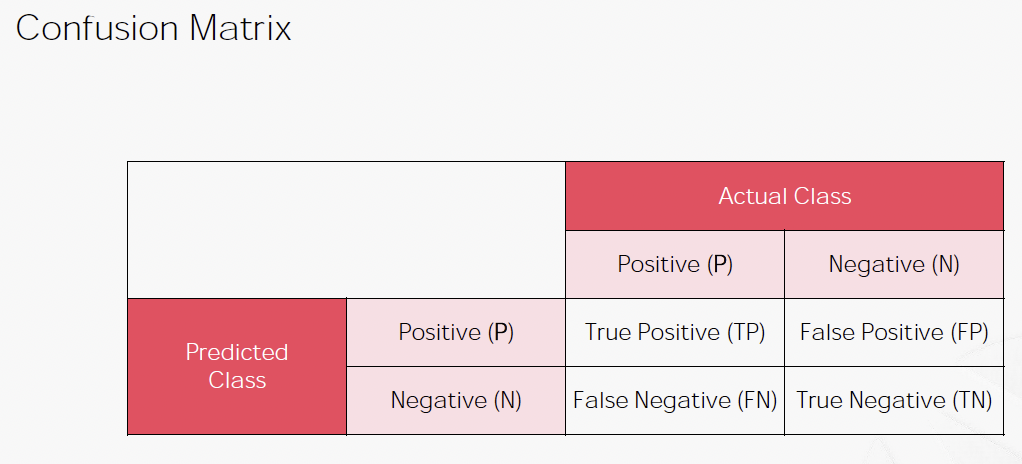 Confusion Matrix
Actual Class
Positive (P)
Negative (N)
Predicted
Class
Positive (P)
True Positive (TP)
False Positive (FP)
Negative (N)
False Negative (FN)
True Negative (TN)